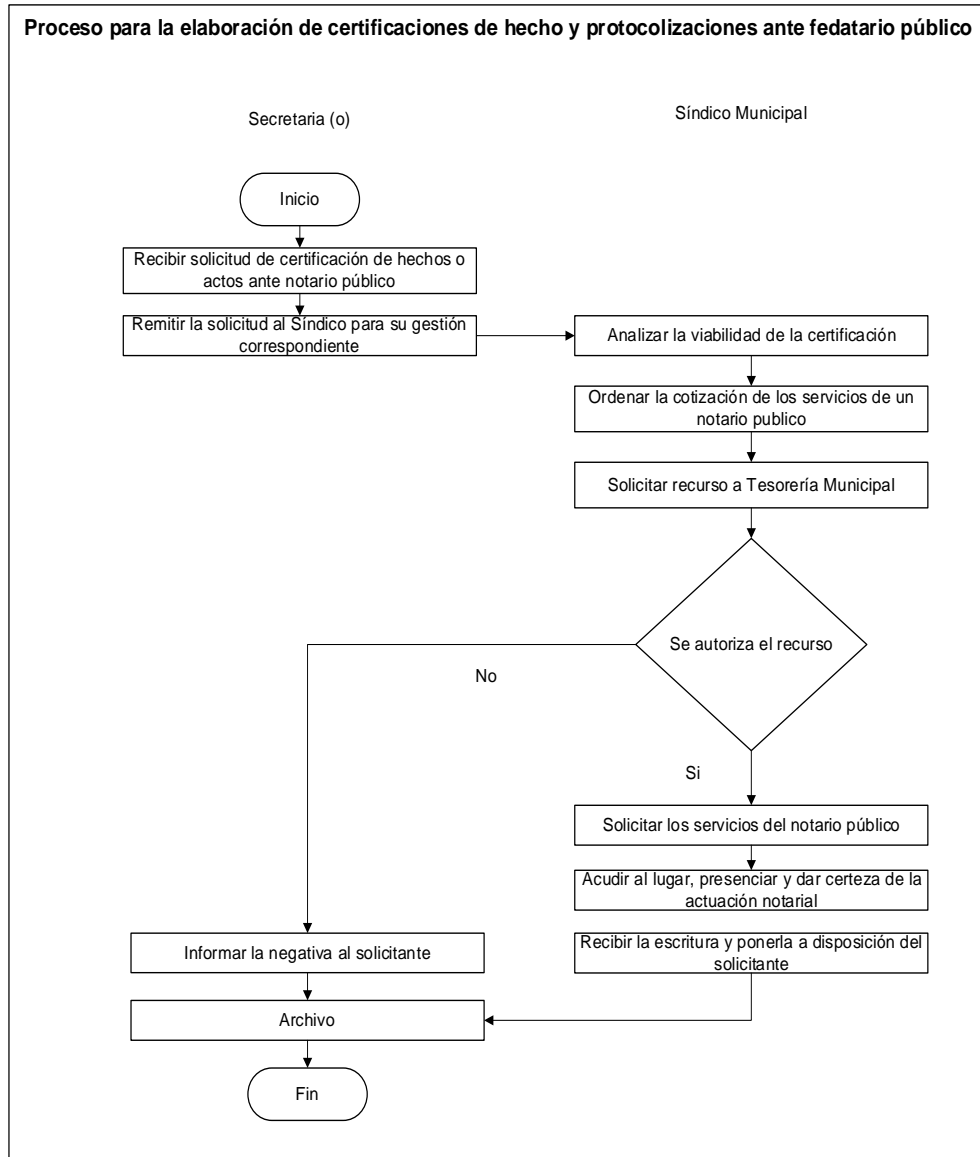 Proceso para la elaboración de certificaciones de hecho y protocolizaciones ante fedatario público
Secretaria (o)
Síndico Municipal
Inicio
Recibir solicitud de certificación de hechos o
actos ante notario público
Remitir la solicitud al Síndico para su gestión
correspondiente
Analizar la viabilidad de la certificación
Ordenar la cotización de los servicios de un
notario publico
Solicitar recurso a Tesorería Municipal
Se autoriza el recurso
No
Si
Solicitar los servicios del notario público
Acudir al lugar, presenciar y dar certeza de la
actuación notarial
Recibir la escritura y ponerla a disposición del
solicitante
Informar la negativa al solicitante
Archivo
Fin